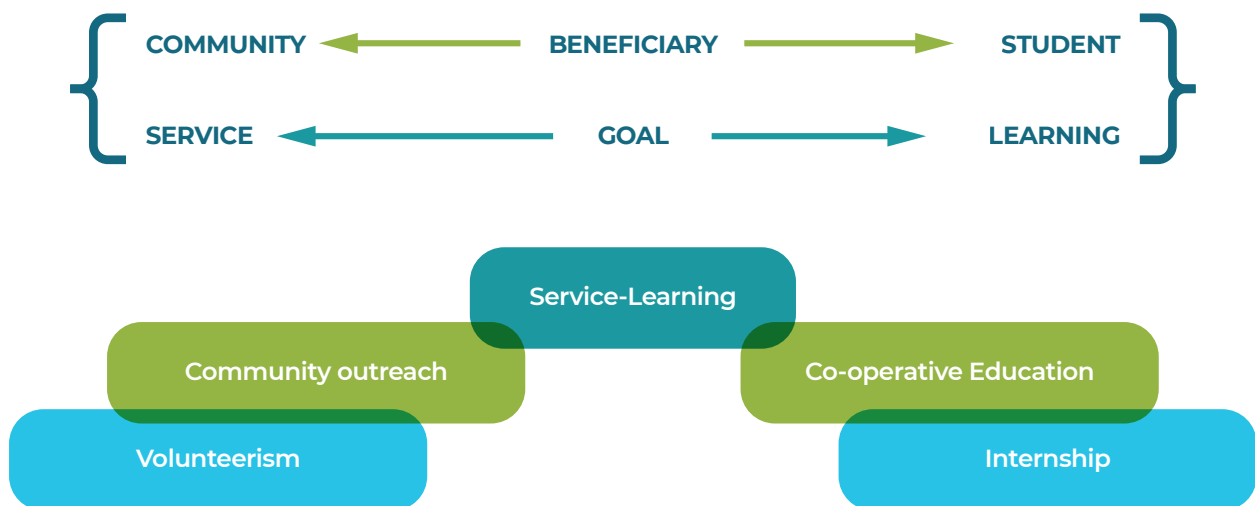 COMMUNITY BENEFICIARY STUDENT
SERVICE GOAL LEARNING
Service-Learning
Community outreach Co-operative Education
Volunteerism Internship